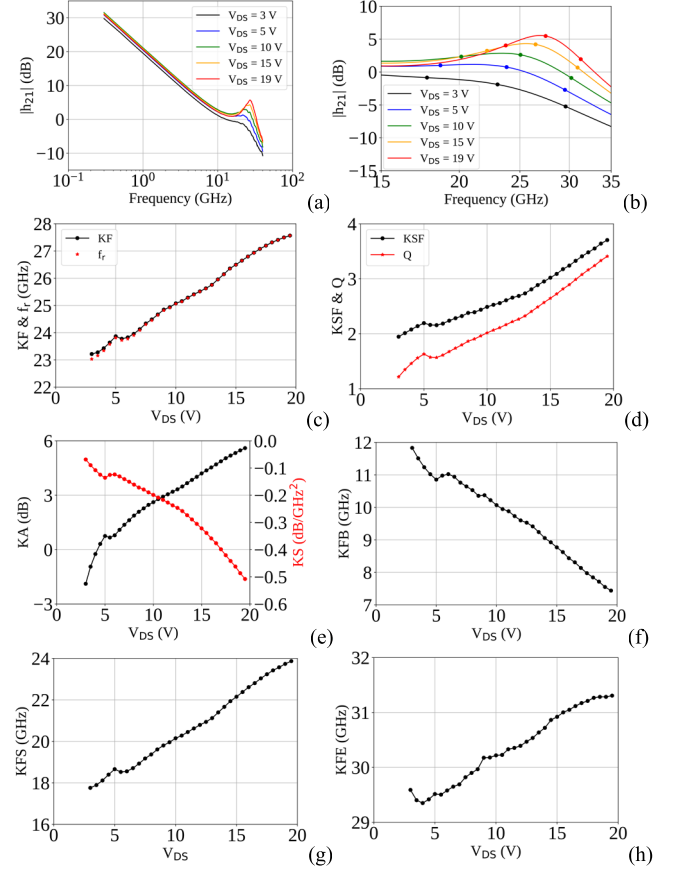 30
20
10
0
−10
|h21| (dB)
VDS = 3 V
VDS = 5 V
VDS = 10 V
VDS = 15 V
VDS = 19 V
10−1
100
101
102
Frequency (GHz)
(a)
10
5
0
−5
−10
−15
|h21| (dB)
VDS = 3 V
VDS = 5 V
VDS = 10 V
VDS = 15 V
VDS = 19 V
15
20
25
30
35
Frequency (GHz)
(b)
28
27
26
25
24
23
22
KF & fr (GHz)
KF
fr
0
5
10
15
20
VDS (V)
(c)
4
3
2
1
KSF & Q
KSF
Q
0
5
10
15
20
VDS (V)
(d)
6
3
0
−3
KA (dB)
0.0
−0.1
−0.2
−0.3
−0.4
−0.5
−0.6
KS (dB/GHz2)
0
5
10
15
20
VDS (V)
(e)
12
11
10
9
8
7
KFB (GHz)
0
5
10
15
20
VDS (V)
(f)
24
22
20
18
16
KFS (GHz)
0
5
10
15
20
VDS
(g)
32
31
30
29
KFE (GHz)
0
5
10
15
20
VDS (V)
(h)